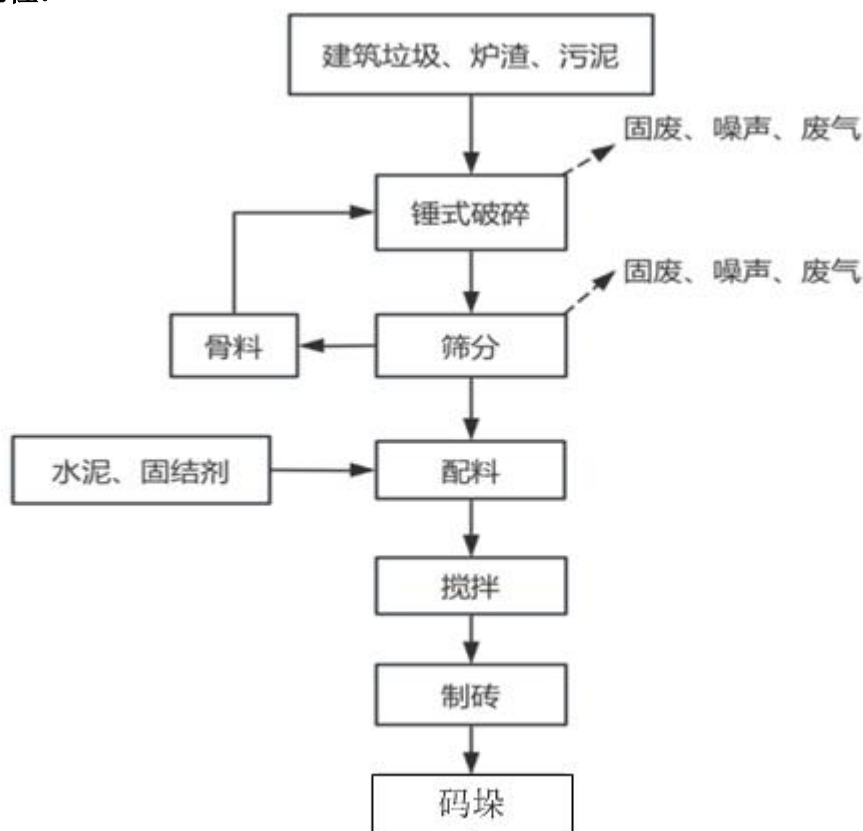 建筑垃圾、炉渣、污泥
固废、噪声、废气
锤式破碎
固废、噪声、废气
骨料
筛分
水泥、固结剂
配料
搅拌
制砖
码垛